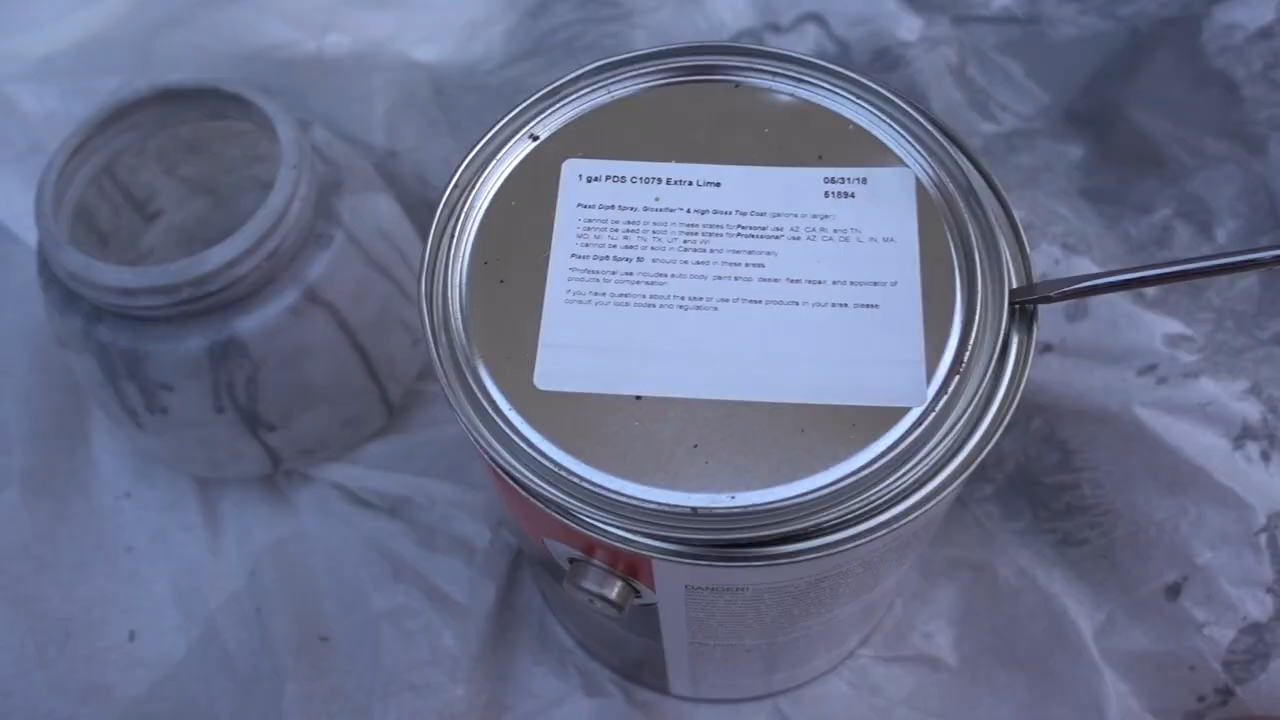 1 gal PDS C1079 Extra Lime 05/31/18
51894
Plasti Dip® Spray, Glossifier™ & High Gloss Top Coat (gallons or larger)
• cannot be used or sold in these states for Personal use: AZ, CA, RI, and TN
• cannot be used or sold in these states for Professional* use: AZ, CA, DE, IL, IN, MA,
MD, MI, NJ, RI, TN, TX, UT, and WI
• cannot be used or sold in Canada and Internationally
Plasti Dip® Spray 50 should be used in these areas
*Professional use includes auto body, paint shop, dealer, fleet repair, and applicator of
products for compensation
If you have questions about the sale or use of these products in your area, please
consult your local codes and regulations.
DANGER!